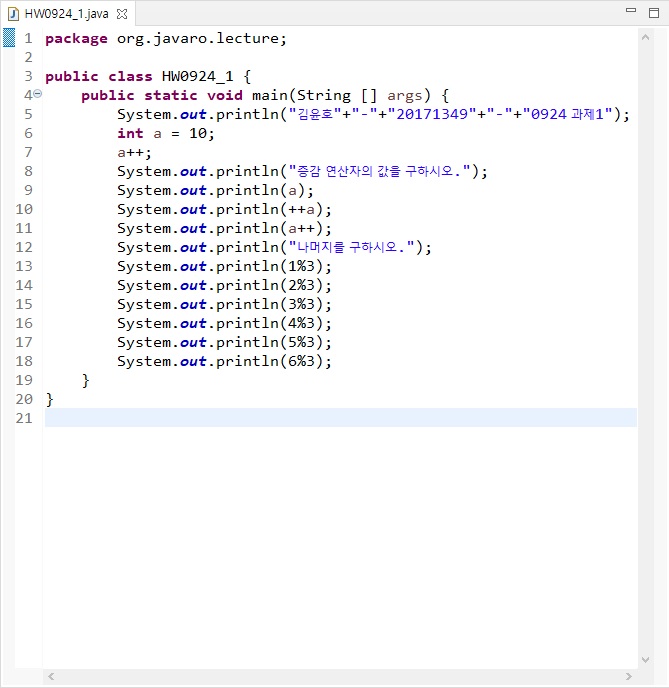 HW0924_1.java
1 package org.javaro.lecture;
2
3 public class HW0924_1 {
4     public static void main(String [] args) {
5         System.out.println("김윤호"+"-"+"20171349"+"-"+"0924 과제1");
6         int a = 10;
7         a++;
8         System.out.println("증감 연산자의 값을 구하시오.");
9         System.out.println(a);
10         System.out.println(++a);
11         System.out.println(a++);
12         System.out.println("나머지를 구하시오.");
13         System.out.println(1%3);
14         System.out.println(2%3);
15         System.out.println(3%3);
16         System.out.println(4%3);
17         System.out.println(5%3);
18         System.out.println(6%3);
19     }
20 }
21